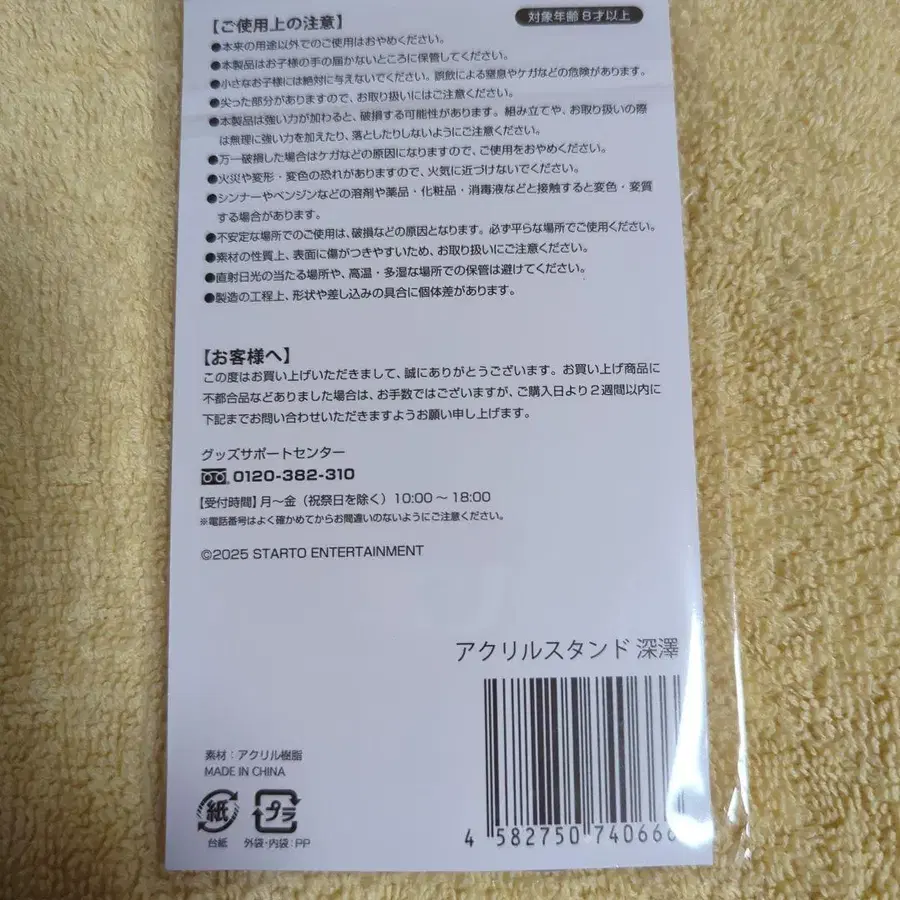 【ご使用上の注意】
対象年齢8才以上
●本来の用途以外でのご使用はおやめください。
●本製品はお子様の手の届かないところに保管してください。
●小さなお子様には絶対に与えないでください。誤飲による窒息やケガなどの危険があります。
●尖った部分がありますので、お取り扱いにはご注意ください。
●本製品は強い力が加わると、破損する可能性があります。組み立てや、お取り扱いの際
は無理に強い力を加えたり、落としたりしないようにご注意ください。
●万一破損した場合はケガなどの原因になりますので、ご使用をおやめください。
●火災や変形・変色の恐れがありますので、火気に近づけないでください。
●シンナーやベンジンなどの溶剤や薬品・化粧品・消毒液などと接触すると変色・変質
する場合があります。
●不安定な場所でのご使用は、破損などの原因となります。必ず平らな場所でご使用ください。
●素材の性質上、表面に傷がつきやすいため、お取り扱いにご注意ください。
●直射日光の当たる場所や、高温・多湿な場所での保管は避けてください。
●製造の工程上、形状や差し込みの具合に個体差があります。
【お客様へ】
この度はお買い上げいただきまして、誠にありがとうございます。お買い上げ商品に
不都合品などありました場合は、お手数ではございますが、ご購入日より2週間以内に
下記までお問い合わせいただきますようお願い申し上げます。
グッズサポートセンター
0120-382-310
【受付時間】月～金（祝祭日を除く）10:00～18:00
※電話番号はよく確かめてからお間違いのないようにご注意ください。
©2025 STARTO ENTERTAINMENT
アクリルスタンド 深澤
素材：アクリル樹脂
MADE IN CHINA
紙
プラ
台紙
外袋・内袋：PP
4 582750 740666